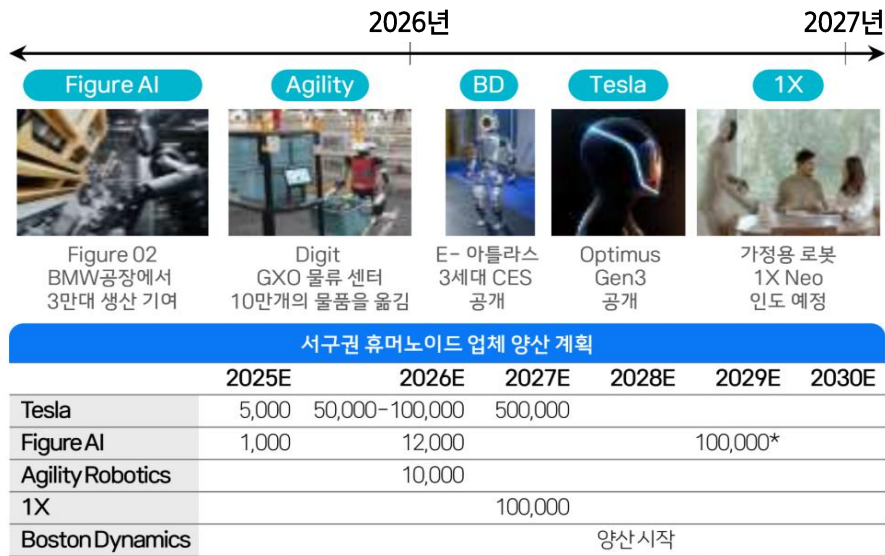 2026년 2027년
Figure AI Agility BD Tesla 1X
Figure 02
BMW공장에서
3만대 생산 기여
Digit
GXO 물류 센터
10만개의 물품을 옮김
E- 아틀라스
3세대 CES
공개
Optimus
Gen3
공개
가정용 로봇
1X Neo
인도 예정
서구권 휴머노이드 업체 양산 계획
2025E 2026E 2027E 2028E 2029E 2030E
Tesla 5,000 50,000-100,000 500,000
Figure AI 1,000 12,000 100,000*
Agility Robotics 10,000
1X 100,000
Boston Dynamics 양산 시작